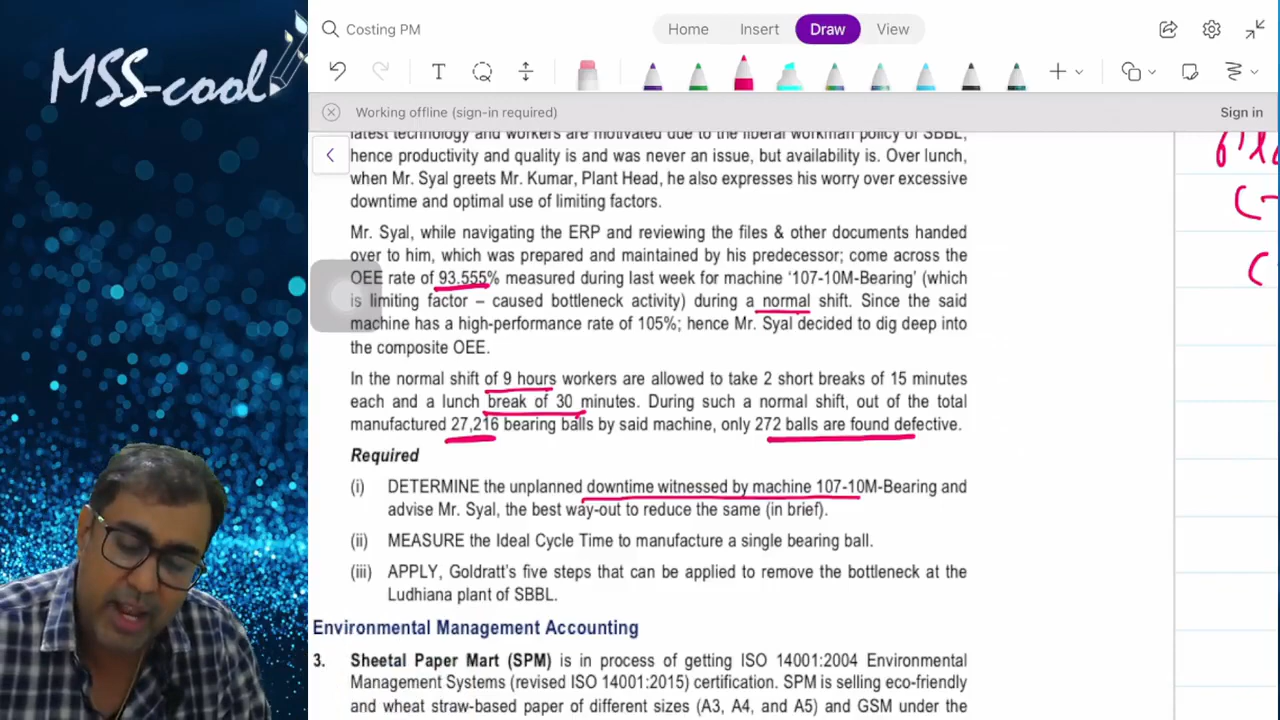 MSS-cool
Costing PM
Home Insert Draw View
Working offline (sign-in required) Sign in
latest technology and workers are motivated due to the liberal workman policy of SBBL,
hence productivity and quality is and was never an issue, but availability is. Over lunch,
when Mr. Syal greets Mr. Kumar, Plant Head, he also expresses his worry over excessive
downtime and optimal use of limiting factors.
Mr. Syal, while navigating the ERP and reviewing the files & other documents handed
over to him, which was prepared and maintained by his predecessor; come across the
OEE rate of 93.555% measured during last week for machine '107-10M-Bearing' (which
is limiting factor – caused bottleneck activity) during a normal shift. Since the said
machine has a high-performance rate of 105%; hence Mr. Syal decided to dig deep into
the composite OEE.
In the normal shift of 9 hours workers are allowed to take 2 short breaks of 15 minutes
each and a lunch break of 30 minutes. During such a normal shift, out of the total
manufactured 27,216 bearing balls by said machine, only 272 balls are found defective.
Required
(i) DETERMINE the unplanned downtime witnessed by machine 107-10M-Bearing and
advise Mr. Syal, the best way-out to reduce the same (in brief).
(ii) MEASURE the Ideal Cycle Time to manufacture a single bearing ball.
(iii) APPLY, Goldratt's five steps that can be applied to remove the bottleneck at the
Ludhiana plant of SBBL.
Environmental Management Accounting
3. Sheetal Paper Mart (SPM) is in process of getting ISO 14001:2004 Environmental
Management Systems (revised ISO 14001:2015) certification. SPM is selling eco-friendly
and wheat straw-based paper of different sizes (A3, A4, and A5) and GSM under the